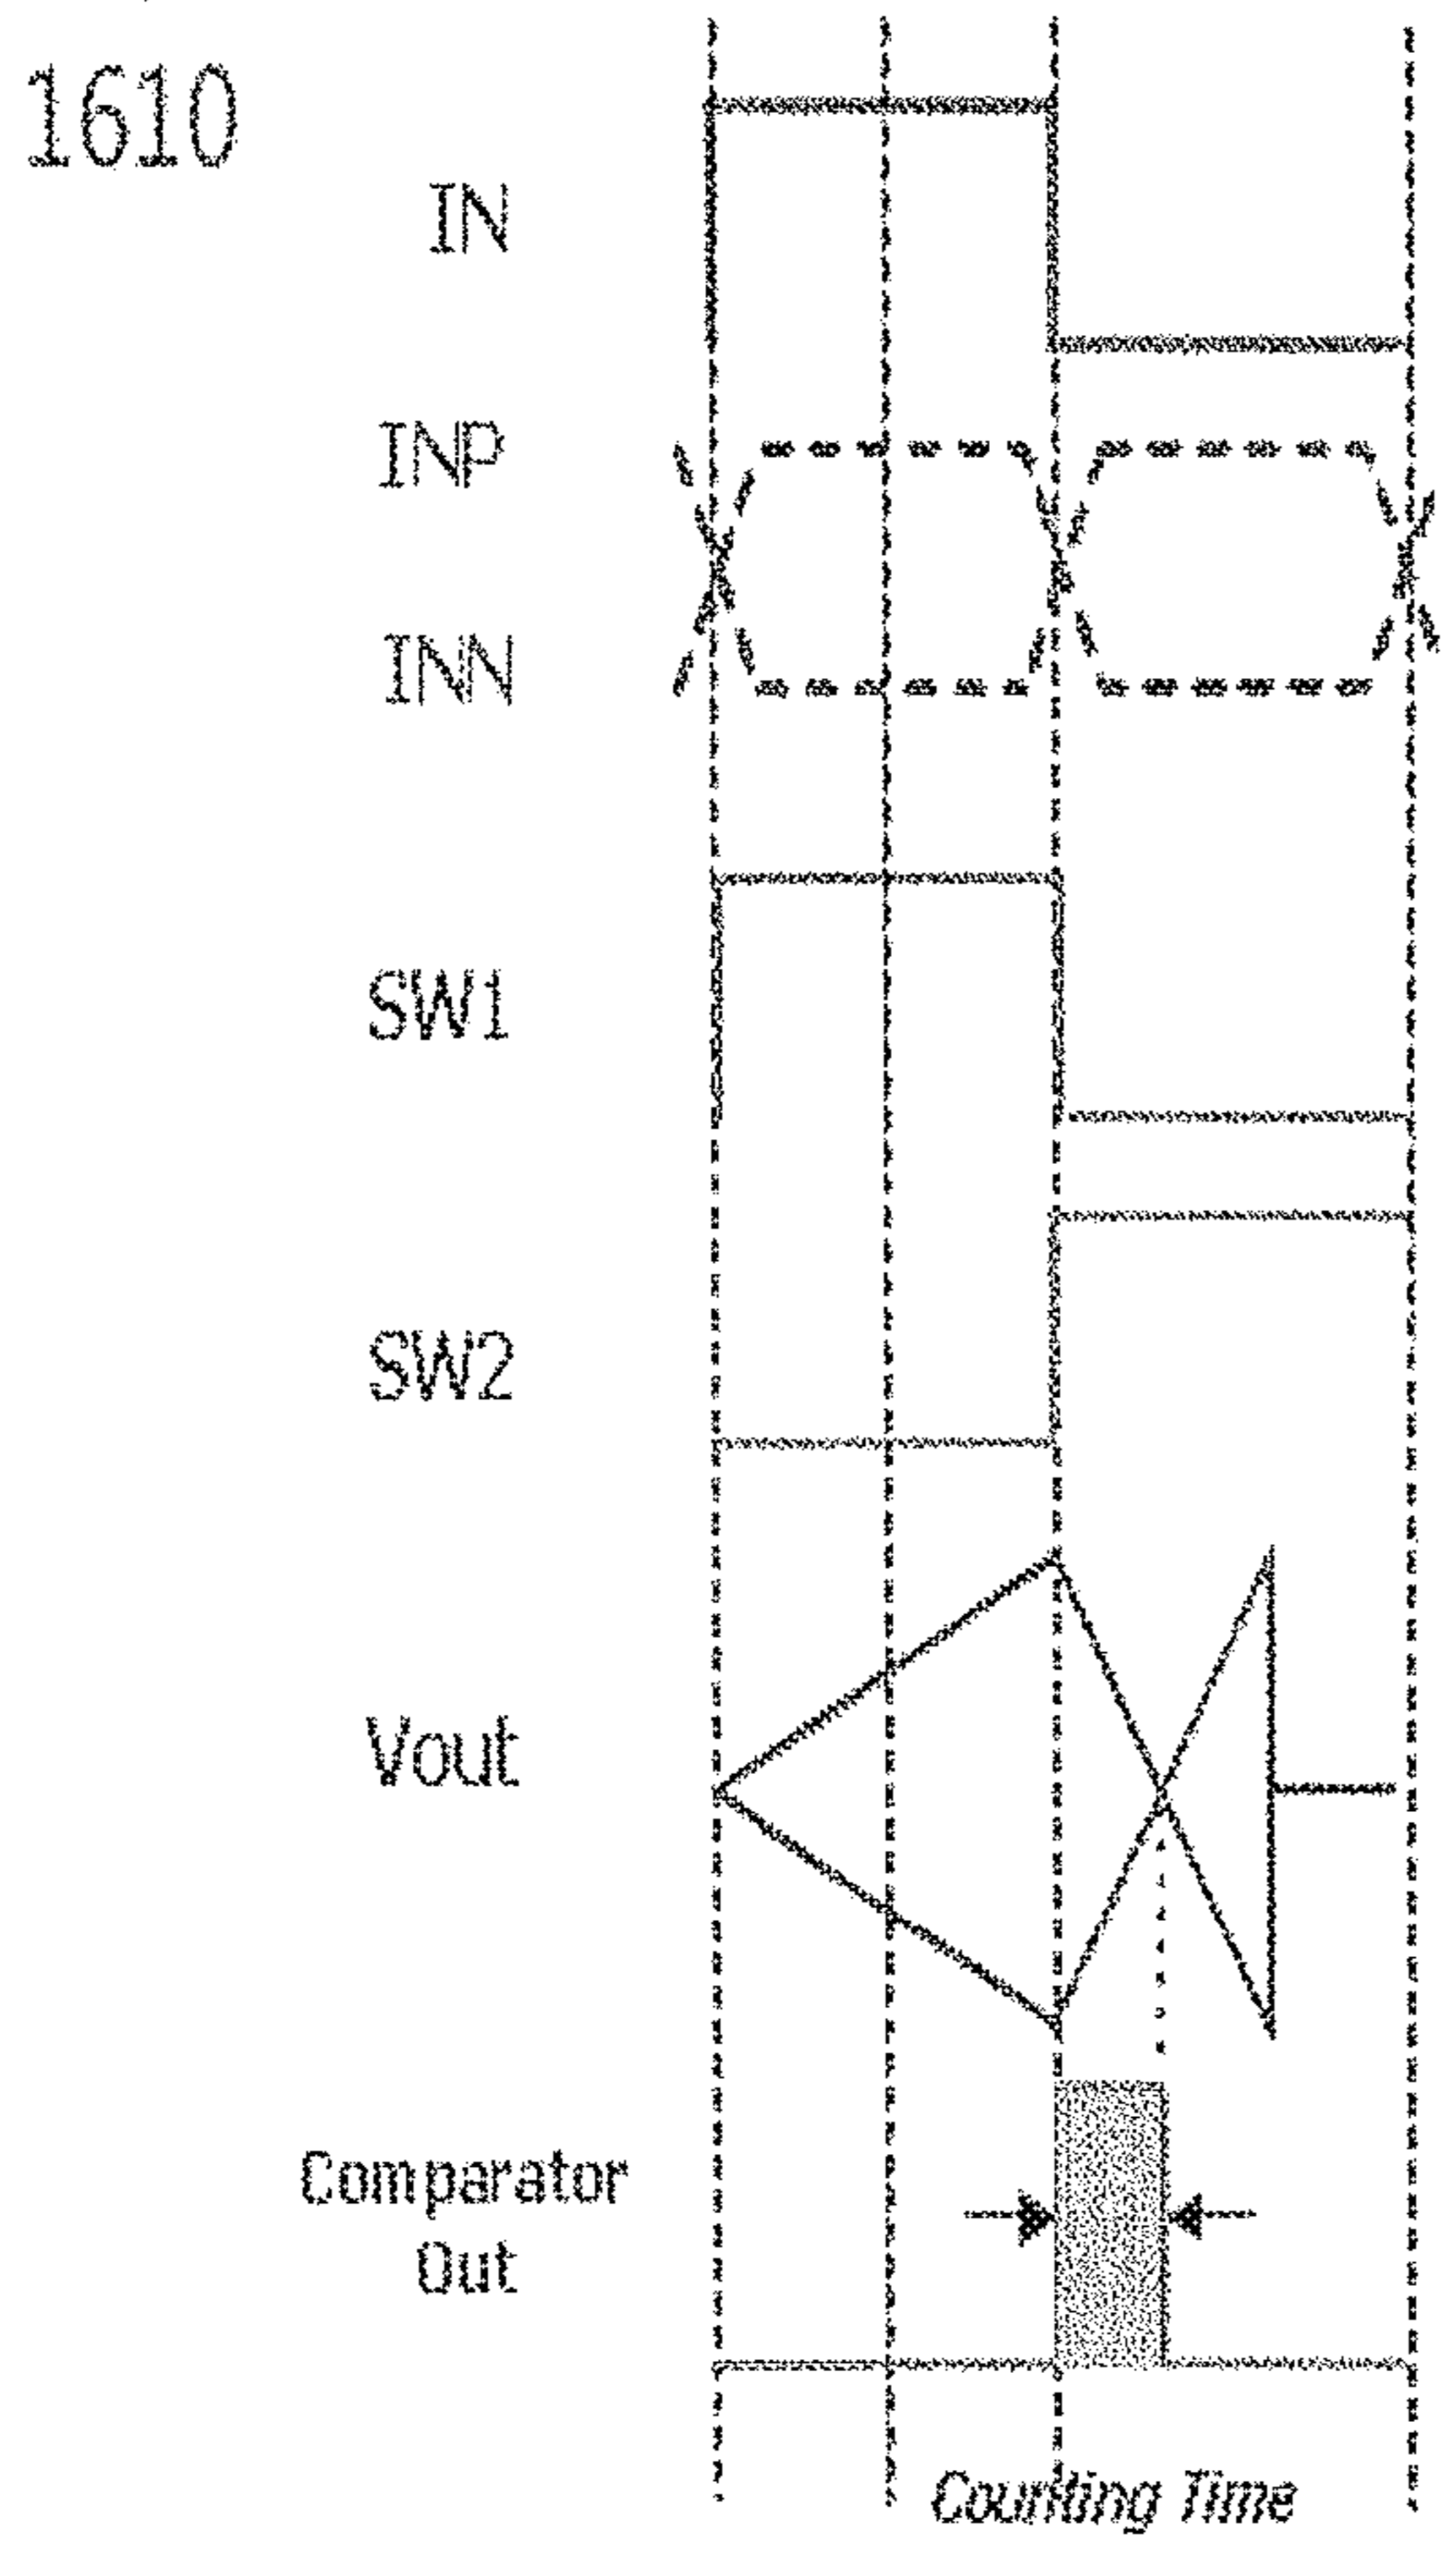 1610
IN
INP
INN
SW1
SW2
Vout
Comparator
Out
Counting Time